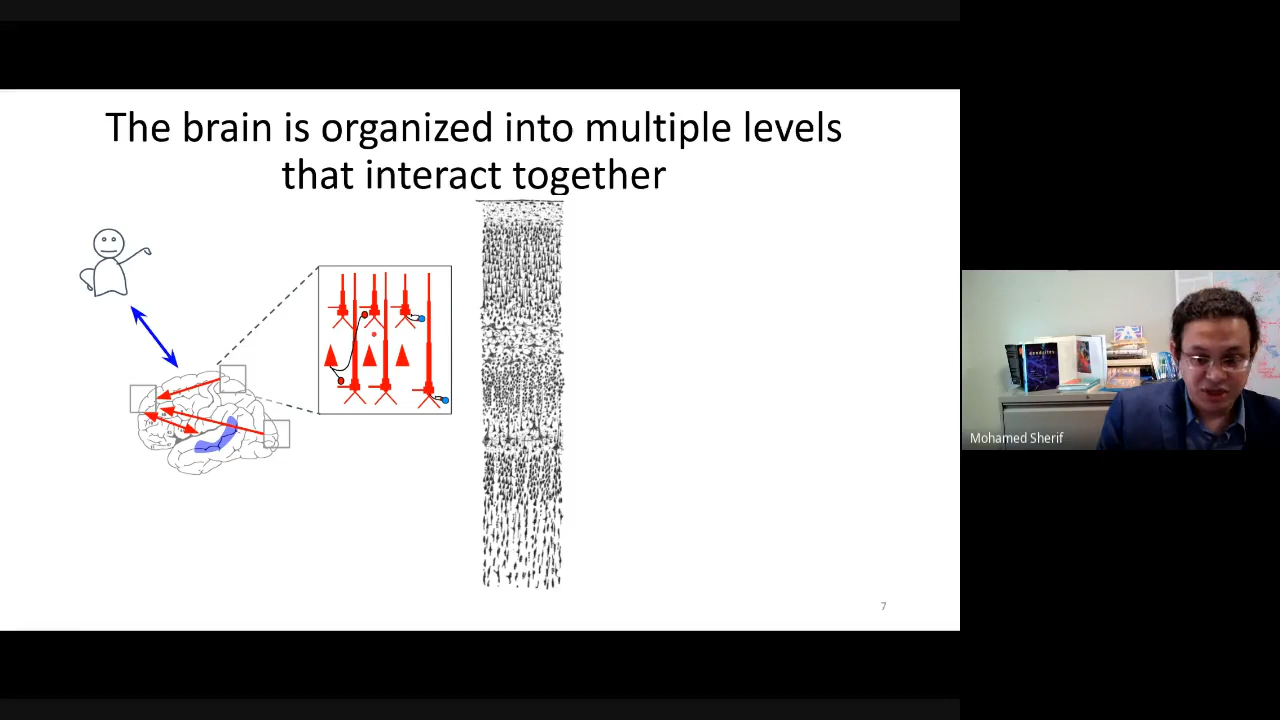 The brain is organized into multiple levels
that interact together
7
Mohamed Sherif